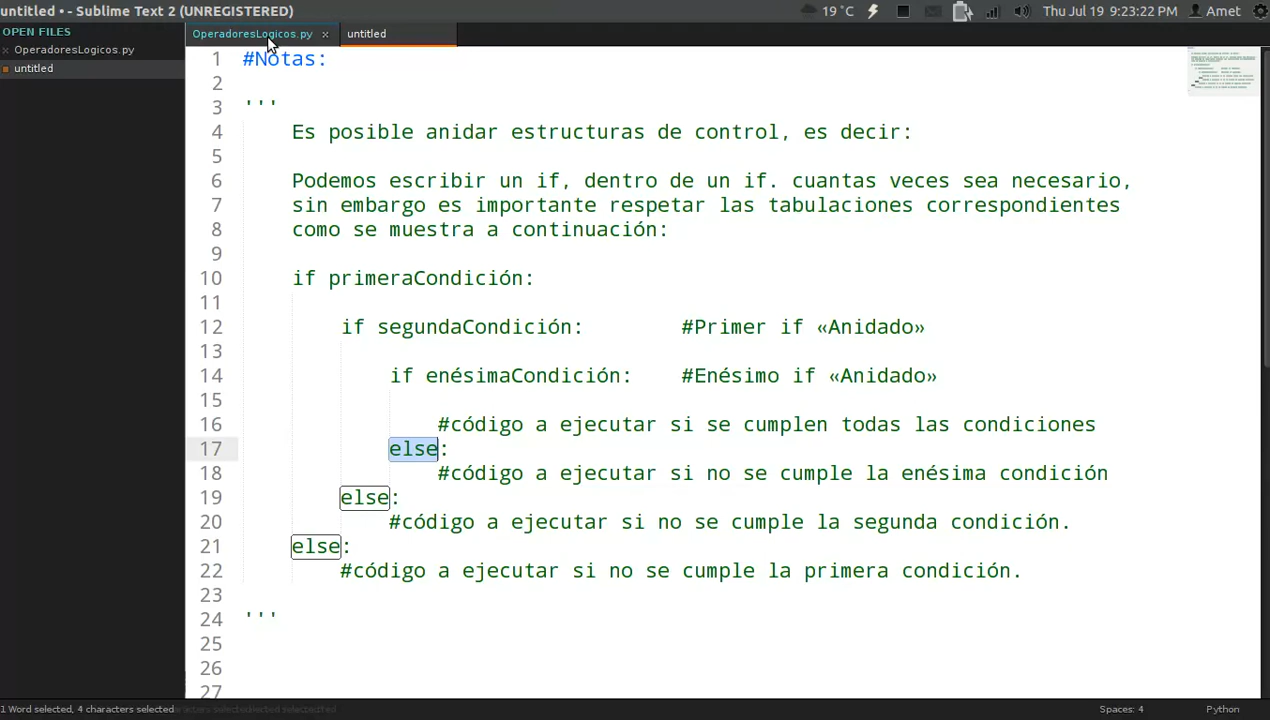 untitled • - Sublime Text 2 (UNREGISTERED)
19 °C
Thu Jul 19 9:23:22 PM
Amet
OPEN FILES
OperadoresLogicos.py
untitled
OperadoresLogicos.py
untitled
1 #Notas:
2
3 '''
4 Es posible anidar estructuras de control, es decir:
5
6 Podemos escribir un if, dentro de un if. cuantas veces sea necesario,
7 sin embargo es importante respetar las tabulaciones correspondientes
8 como se muestra a continuación:
9
10 if primeraCondición:
11
12 if segundaCondición: #Primer if «Anidado»
13
14 if enésimaCondición: #Enésimo if «Anidado»
15
16 #código a ejecutar si se cumplen todas las condiciones
17 else:
18 #código a ejecutar si no se cumple la enésima condición
19 else:
20 #código a ejecutar si no se cumple la segunda condición.
21 else:
22 #código a ejecutar si no se cumple la primera condición.
23
24 '''
25
26
27
1 Word selected, 4 characters selected
Spaces: 4
Python